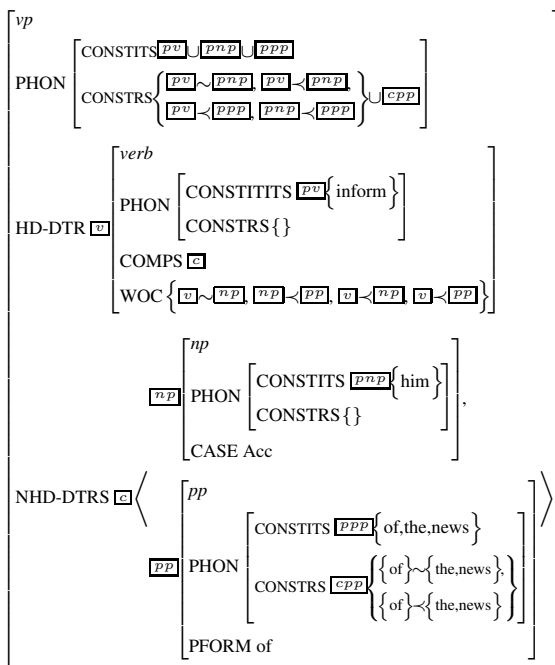 vp
PHON
CONSTITS pv ∪ pnp ∪ ppp
CONSTRS { pv ∼ pnp, pv ≺ pnp,
pv ≺ ppp, pnp ≺ ppp } ∪ cpp
HD-DTR v
verb
PHON
CONSTITITS pv {inform}
CONSTRS {}
COMPS c
WOC { v ∼ np, np ≺ pp, v ≺ np, v ≺ pp }
NHD-DTRS c ⟨
np
np
PHON
CONSTITS pnp {him}
CONSTRS {}
CASE Acc
,
pp
pp
PHON
CONSTITS ppp {of,the,news}
CONSTRS cpp { {of}∼{the,news},
{of}≺{the,news} }
PFORM of
⟩